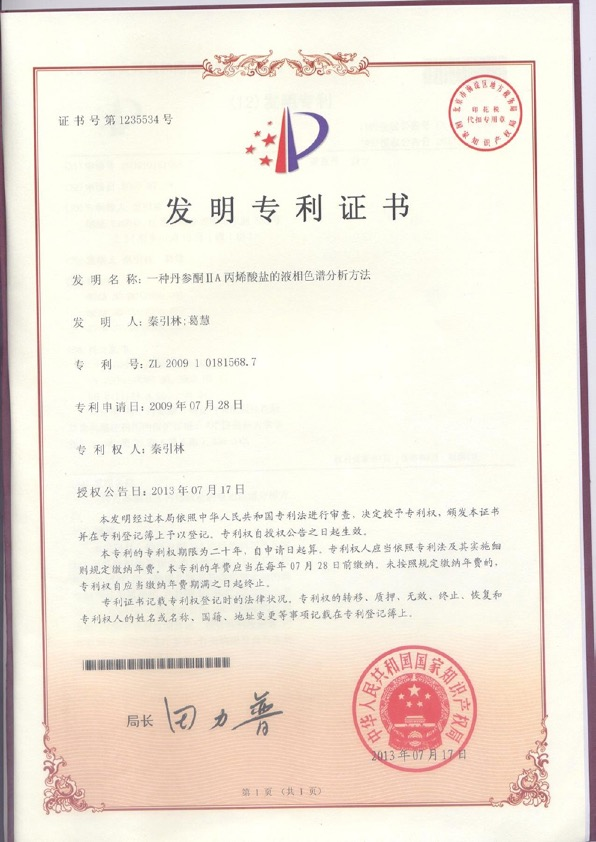 证书号第1235534号
北京市海淀区地方税务局
印花税
代扣专用章
国家知识产权局
发明专利证书
发明名称:一种丹参酮ⅡA丙烯酸盐的液相色谱分析方法
发明人:秦引林;葛慧
专利号:ZL 2009 1 0181568.7
专利申请日:2009年07月28日
专利权人:秦引林
授权公告日:2013年07月17日
本发明经过本局依照中华人民共和国专利法进行审查,决定授予专利权,颁发本证书
并在专利登记簿上予以登记。专利权自授权公告之日起生效。
本专利的专利权期限为二十年,自申请日起算。专利权人应当依照专利法及其实施细
则规定缴纳年费。本专利的年费应当在每年07月28日前缴纳。未按照规定缴纳年费的,
专利权自应当缴纳年费期满之日起终止。
专利证书记载专利权登记时的法律状况。专利权的转移、质押、无效、终止、恢复和
专利权人的姓名或名称、国籍、地址变更等事项记载在专利登记簿上。
局长 田力普
中华人民共和国国家知识产权局
2013年07月17日
第1页(共1页)